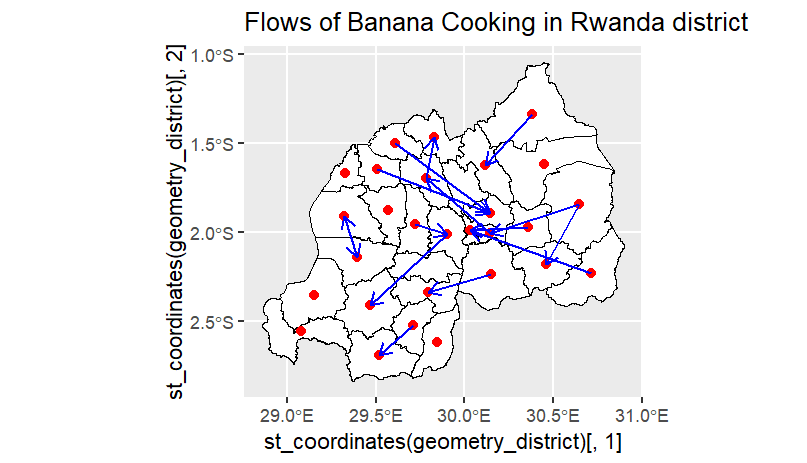 Flows of Banana Cooking in Rwanda district
st_coordinates(geometry_district)[, 2]
1.0°S
1.5°S
2.0°S
2.5°S
29.0°E 29.5°E 30.0°E 30.5°E 31.0°E
st_coordinates(geometry_district)[, 1]